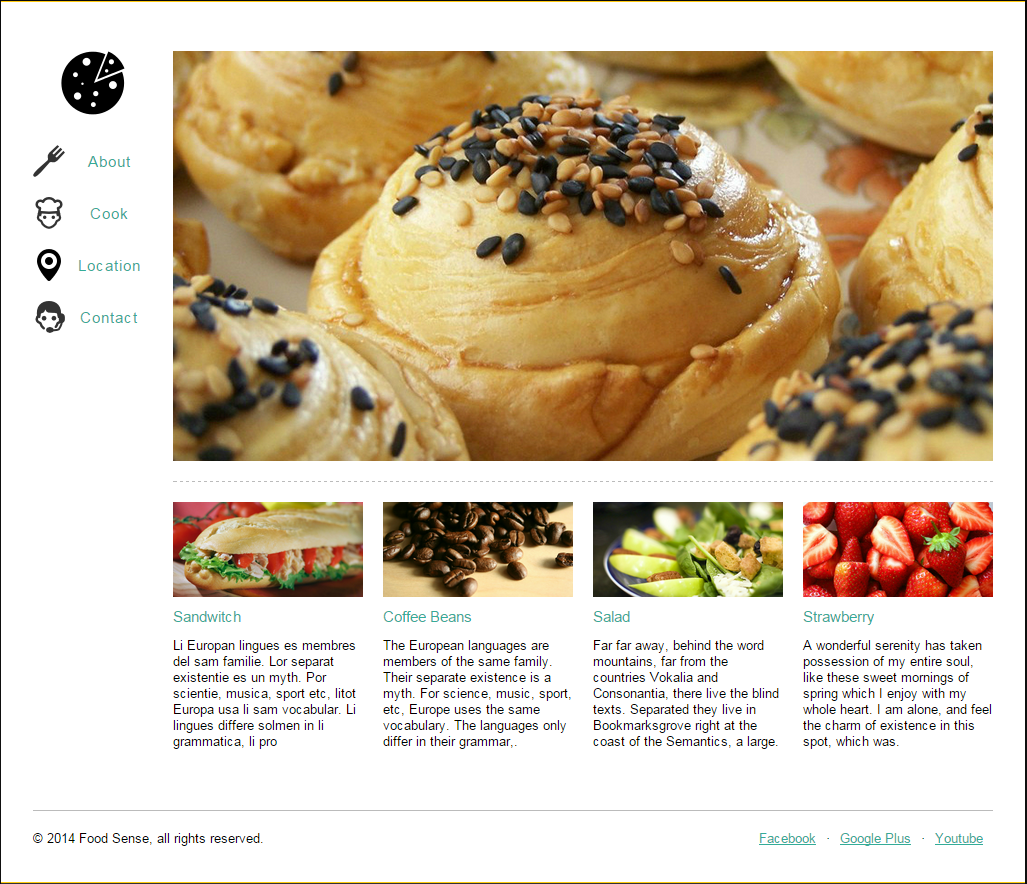 About
Cook
Location
Contact
Sandwitch
Li Europan lingues es membres
del sam familie. Lor separat
existentie es un myth. Por
scientie, musica, sport etc, litot
Europa usa li sam vocabular. Li
lingues differe solmen in li
grammatica, li pro
Coffee Beans
The European languages are
members of the same family.
Their separate existence is a
myth. For science, music, sport,
etc, Europe uses the same
vocabulary. The languages only
differ in their grammar,.
Salad
Far far away, behind the word
mountains, far from the
countries Vokalia and
Consonantia, there live the blind
texts. Separated they live in
Bookmarksgrove right at the
coast of the Semantics, a large.
Strawberry
A wonderful serenity has taken
possession of my entire soul,
like these sweet mornings of
spring which I enjoy with my
whole heart. I am alone, and feel
the charm of existence in this
spot, which was.
© 2014 Food Sense, all rights reserved.
Facebook · Google Plus · Youtube